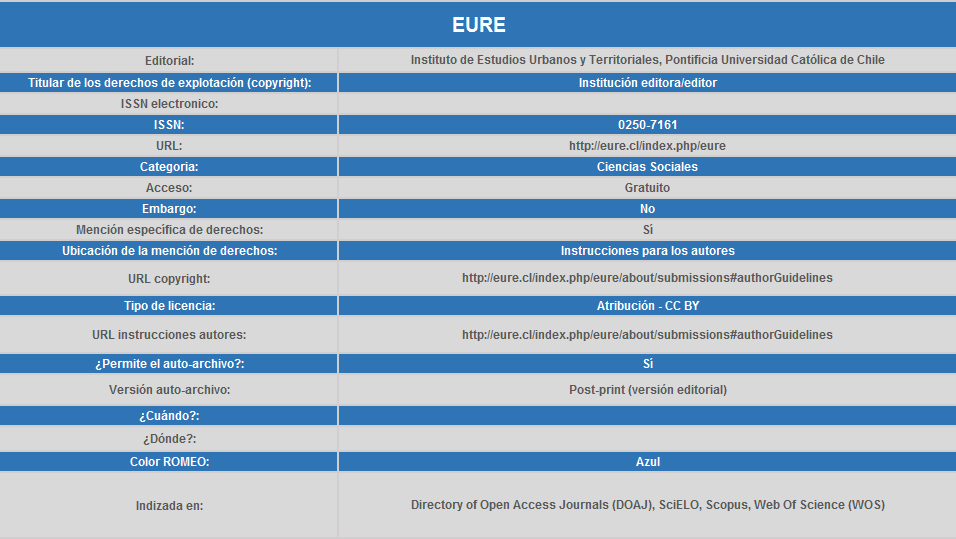 EURE
Editorial: Instituto de Estudios Urbanos y Territoriales, Pontificia Universidad Católica de Chile
Titular de los derechos de explotación (copyright): Institución editora/editor
ISSN electronico:
ISSN: 0250-7161
URL: http://eure.cl/index.php/eure
Categoria: Ciencias Sociales
Acceso: Gratuito
Embargo: No
Mención especifica de derechos: Sì
Ubicación de la mención de derechos: Instrucciones para los autores
URL copyright: http://eure.cl/index.php/eure/about/submissions#authorGuidelines
Tipo de licencia: Atribución - CC BY
URL instrucciones autores: http://eure.cl/index.php/eure/about/submissions#authorGuidelines
¿Permite el auto-archivo?: Sí
Versión auto-archivo: Post-print (versión editorial)
¿Cuándo?:
¿Dónde?:
Color ROMEO: Azul
Indizada en: Directory of Open Access Journals (DOAJ), SciELO, Scopus, Web Of Science (WOS)